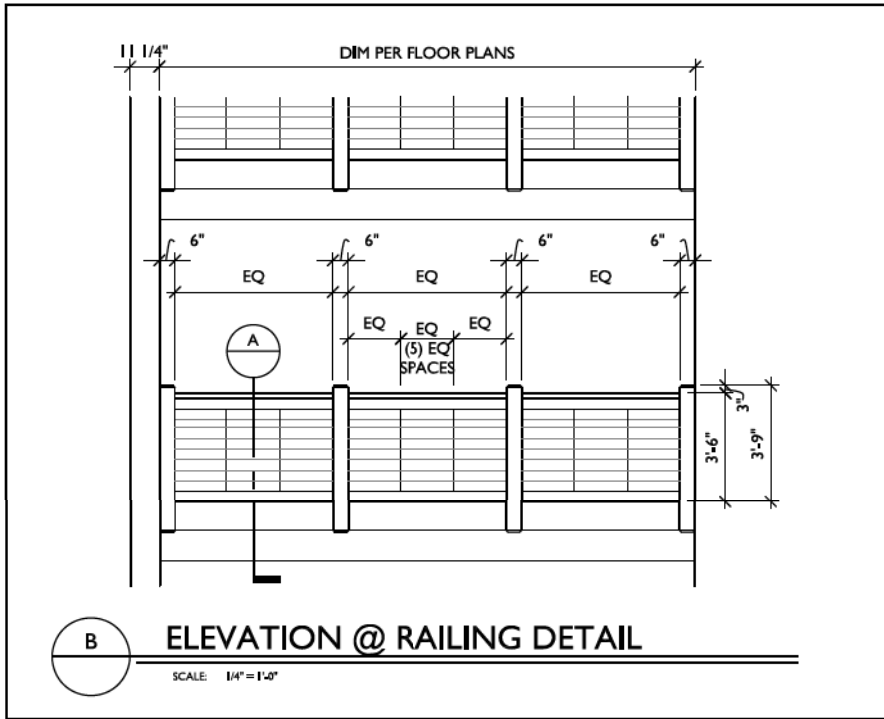 11 1/4"
DIM PER FLOOR PLANS
6"
6"
6"
6"
EQ
EQ
EQ
EQ
EQ
EQ
(5) EQ
SPACES
A
3"
3'-6"
3'-9"
B
ELEVATION @ RAILING DETAIL
SCALE: 1/4" = 1'-0"